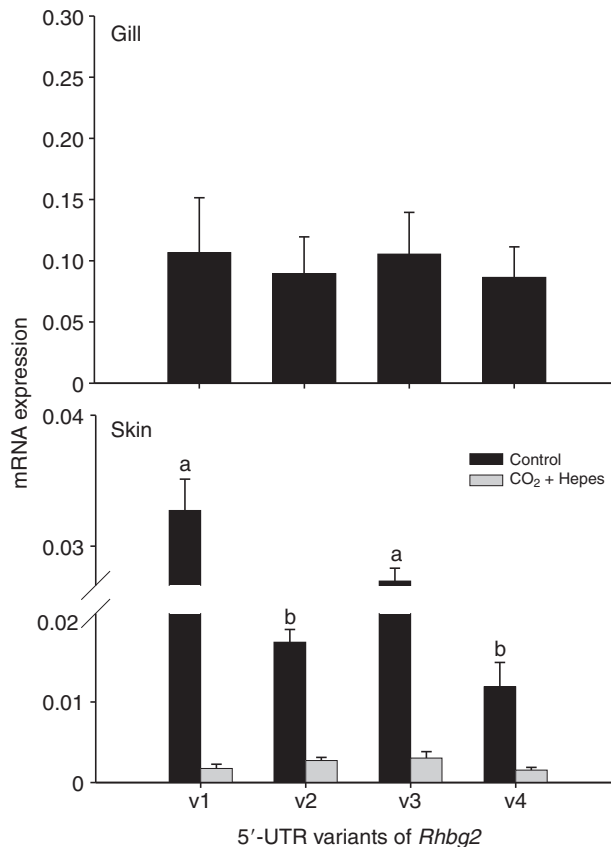 0.30
Gill
0.25
0.20
0.15
0.10
0.05
0
mRNA expression
0.04
Skin
a
Control
CO₂ + Hepes
0.03
a
0.02
b
b
0.01
0
v1 v2 v3 v4
5′-UTR variants of Rhbg2